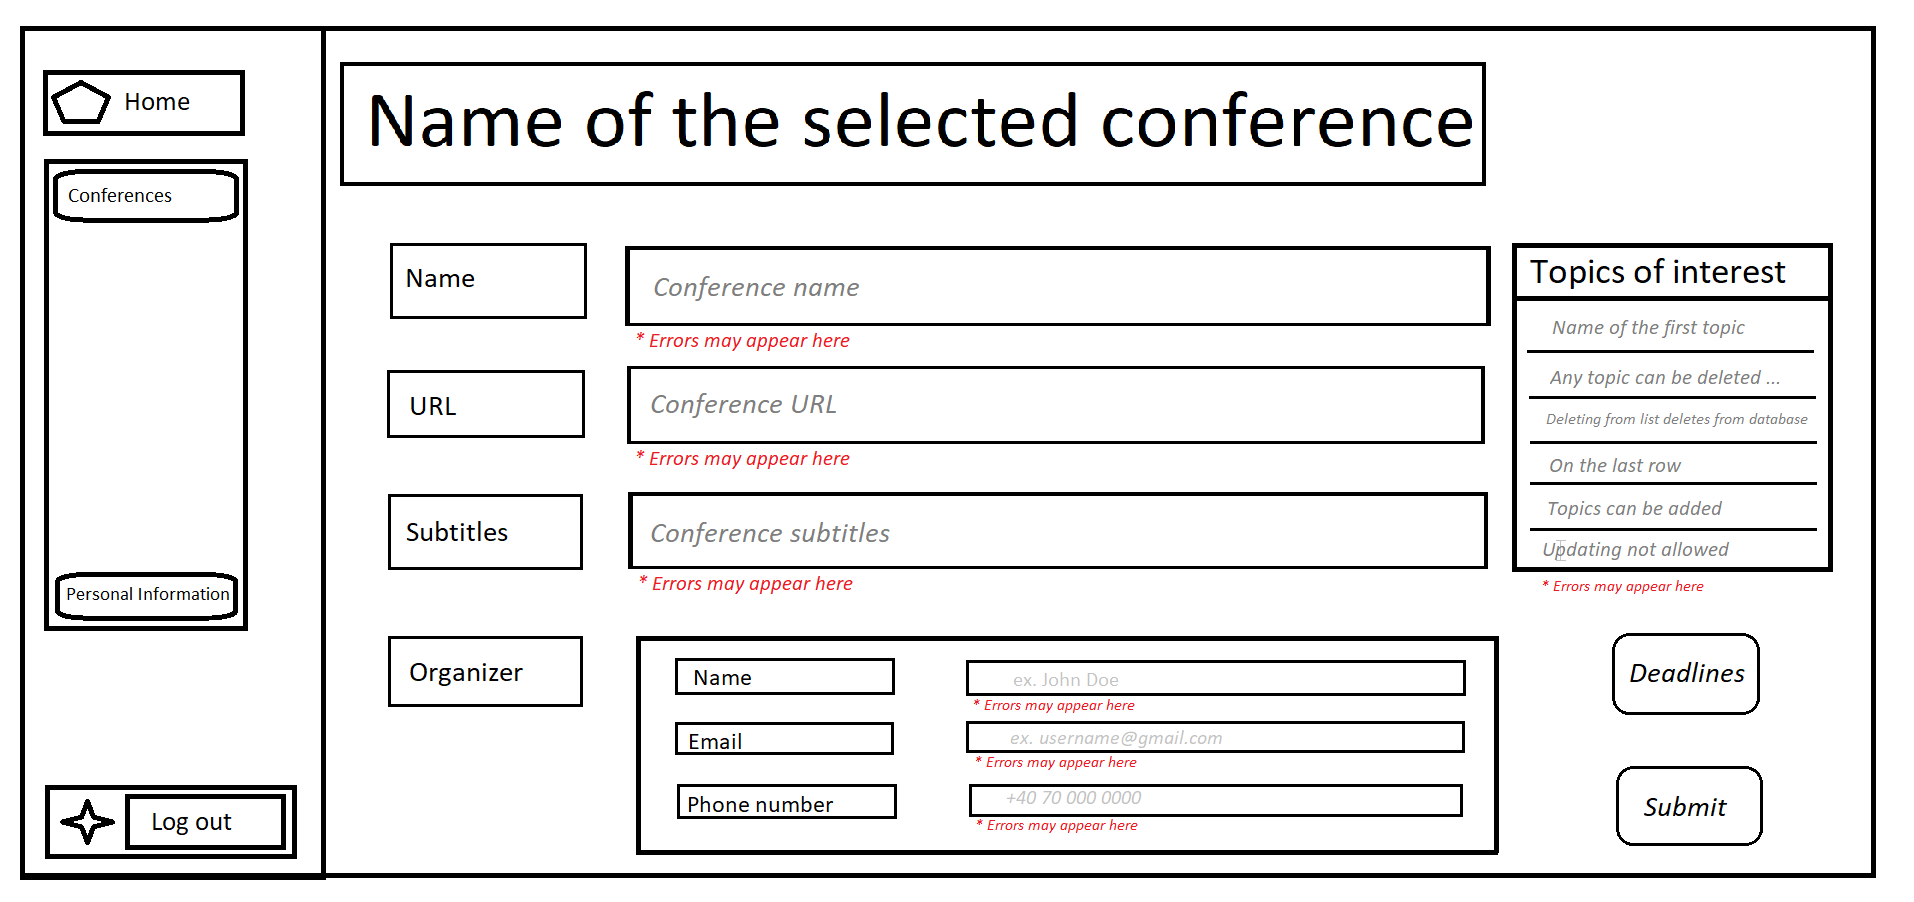 Home
Conferences
Personal Information
Log out
Name of the selected conference
Name
Conference name
* Errors may appear here
URL
Conference URL
* Errors may appear here
Subtitles
Conference subtitles
* Errors may appear here
Organizer
Name
ex. John Doe
* Errors may appear here
Email
ex. username@gmail.com
* Errors may appear here
Phone number
+40 70 000 0000
* Errors may appear here
Topics of interest
Name of the first topic
Any topic can be deleted ...
Deleting from list deletes from database
On the last row
Topics can be added
Updating not allowed
* Errors may appear here
Deadlines
Submit